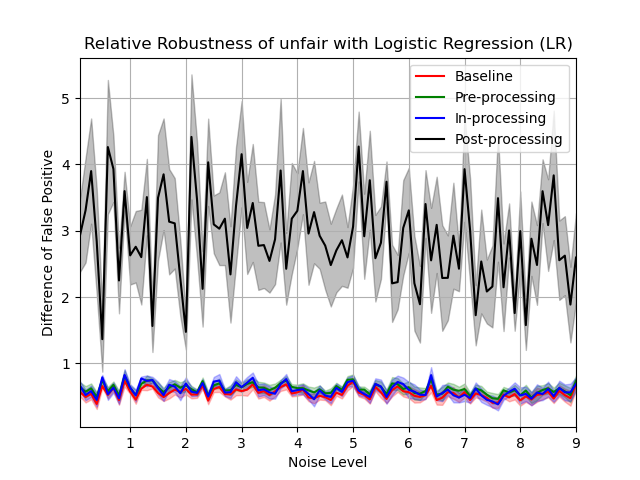 Relative Robustness of unfair with Logistic Regression (LR)
Difference of False Positive
5
4
3
2
1
Baseline
Pre-processing
In-processing
Post-processing
1 2 3 4 5 6 7 8 9
Noise Level